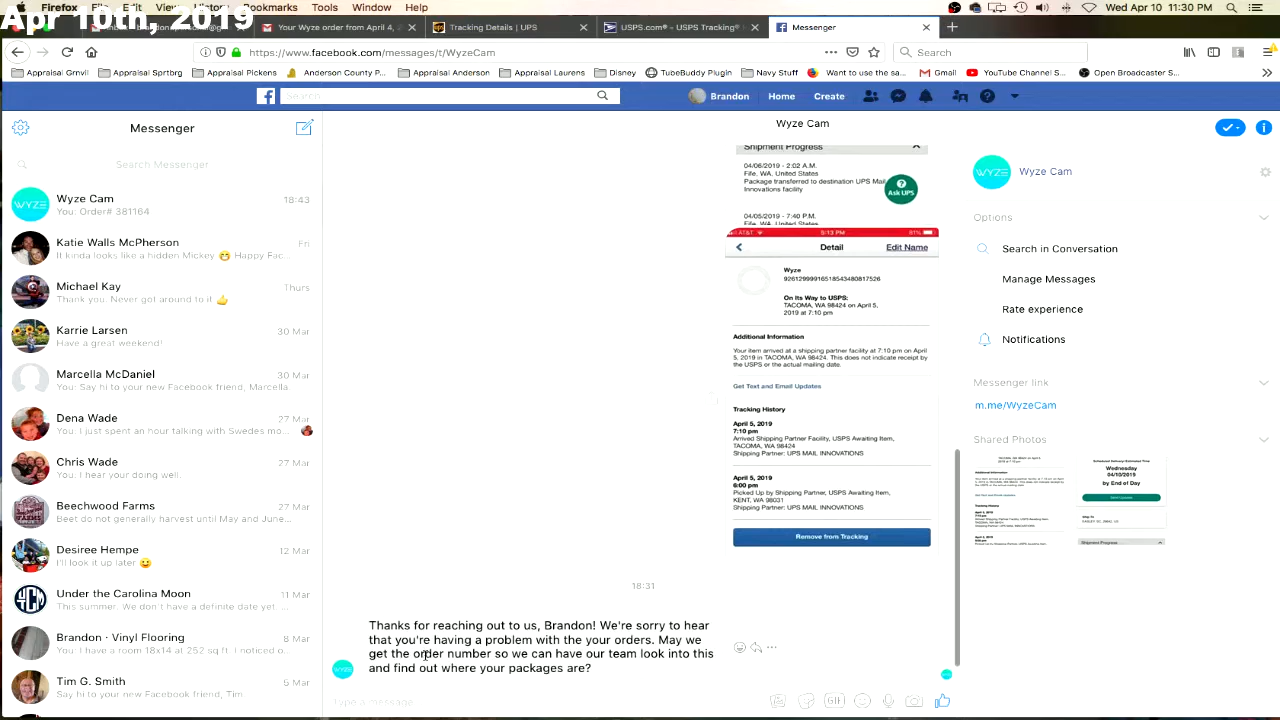 Apr 10th, 2019
Your Wyze order from April 4,
Tracking Details | UPS
USPS.com® - USPS Tracking®
Messenger
https://www.facebook.com/messages/t/WyzeCam
Search
Appraisal Grnvil
Appraisal Sprtbrg
Appraisal Pickens
Anderson County P...
Appraisal Anderson
Appraisal Laurens
Disney
TubeBuddy Plugin
Navy Stuff
Want to use the sa...
Gmail
YouTube Channel S...
Open Broadcaster S...
Search
Brandon
Home
Create
Messenger
Search Messenger
Wyze Cam
18:43
You: Order# 381164
Katie Walls McPherson
Fri
It kinda looks like a hidden Mickey 😁 Happy Fac...
Michael Kay
Thurs
Thank you. Never got around to it 👍
Karrie Larsen
30 Mar
Have a great weekend!
Marcella McDaniel
30 Mar
You: Say hi to your new Facebook friend, Marcella
Dena Wade
27 Mar
You: I just spent an hour talking with Swedes mo...
Chris Wade
27 Mar
You: I hear your doing well.
Beechwood Farms
27 Mar
Beet do not generally harvest until May and June.
Desiree Hempe
12 Mar
I'll look it up later 😃
Under the Carolina Moon
11 Mar
This summer. We don't have a definite date yet. ...
Brandon · Vinyl Flooring
8 Mar
You: I have a room 18x14 at 252 sq ft. I noticed o...
Tim G. Smith
5 Mar
Say hi to your new Facebook friend, Tim
Wyze Cam
Shipment Progress
04/06/2019 - 2:02 A.M.
Fife, WA, United States
Package transferred to destination UPS Mail
Innovations facility
Ask UPS
04/05/2019 - 7:40 P.M.
Fife, WA, United States
AT&T
5:13 PM
81%
Detail
Edit Name
Wyze
92612999916518543480817526
On Its Way to USPS:
TACOMA, WA 98424 on April 5,
2019 at 7:10 pm
Additional Information
Your item arrived at a shipping partner facility at 7:10 pm on April
5, 2019 in TACOMA, WA 98424. This does not indicate receipt by
the USPS or the actual mailing date.
Get Text and Email Updates
Tracking History
April 5, 2019
7:10 pm
Arrived Shipping Partner Facility, USPS Awaiting Item,
TACOMA, WA 98424
Shipping Partner: UPS MAIL INNOVATIONS
April 5, 2019
6:00 pm
Picked Up by Shipping Partner, USPS Awaiting Item,
KENT, WA 98031
Shipping Partner: UPS MAIL INNOVATIONS
Remove from Tracking
18:31
Thanks for reaching out to us, Brandon! We're sorry to hear
that you're having a problem with the your orders. May we
get the order number so we can have our team look into this
and find out where your packages are?
WYZE
Type a message...
GIF
WYZE
Wyze Cam
Options
Search in Conversation
Manage Messages
Rate experience
Notifications
Messenger link
m.me/WyzeCam
Shared Photos
Wednesday
04/10/2019
by End of Day
Ship To
Shipment Progress